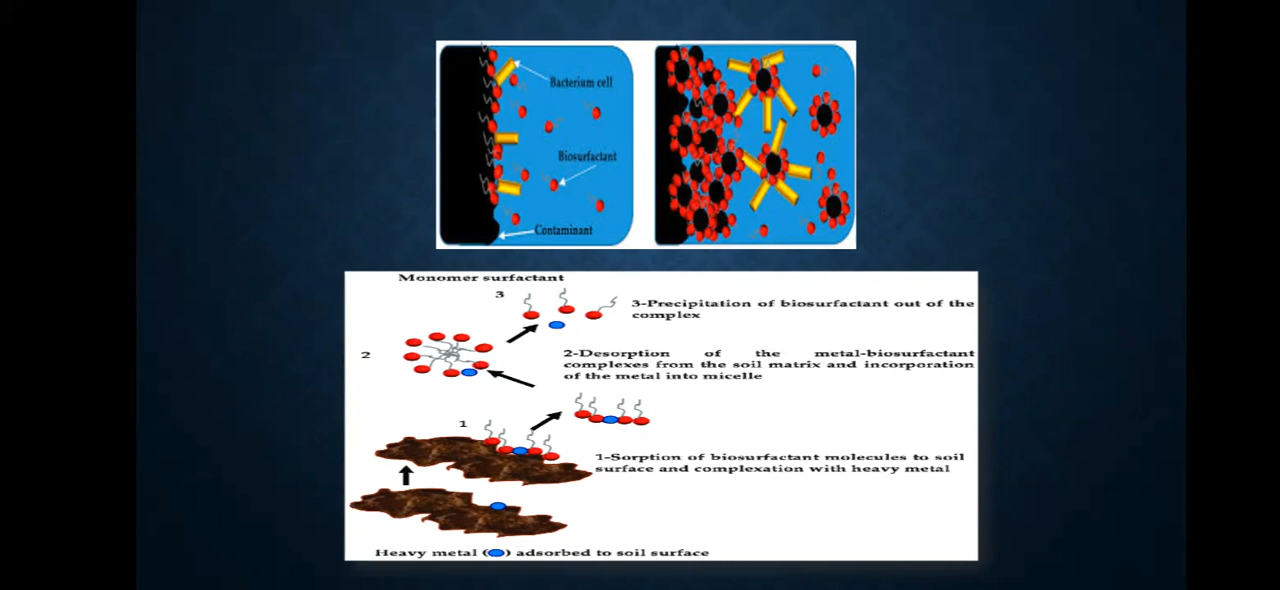 Bacterium cell
Biosurfactant
Contaminant
Monomer surfactant
3
3-Precipitation of biosurfactant out of the
complex
2
2-Desorption of the metal-biosurfactant
complexes from the soil matrix and incorporation
of the metal into micelle
1
1-Sorption of biosurfactant molecules to soil
surface and complexation with heavy metal
Heavy metal ( ) adsorbed to soil surface